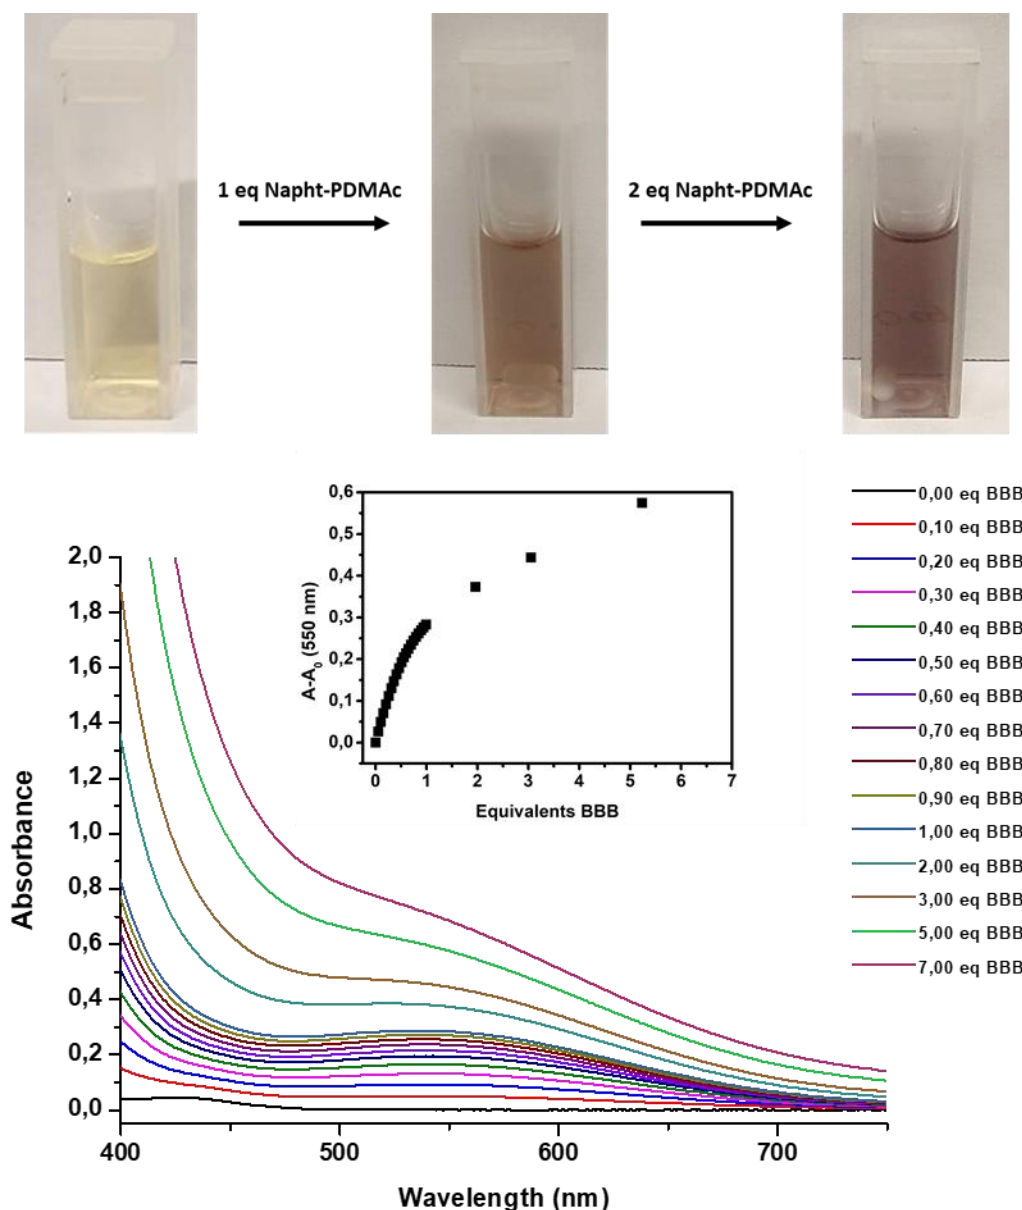 1 eq Napht-PDMAc
2 eq Napht-PDMAc
0,6
0,5
0,4
0,3
0,2
0,1
0,0
A-A0 (550 nm)
0 1 2 3 4 5 6 7
Equivalents BBB
0,00 eq BBB
0,10 eq BBB
0,20 eq BBB
0,30 eq BBB
0,40 eq BBB
0,50 eq BBB
0,60 eq BBB
0,70 eq BBB
0,80 eq BBB
0,90 eq BBB
1,00 eq BBB
2,00 eq BBB
3,00 eq BBB
5,00 eq BBB
7,00 eq BBB
2,0
1,8
1,6
1,4
1,2
1,0
0,8
0,6
0,4
0,2
0,0
Absorbance
400 500 600 700
Wavelength (nm)